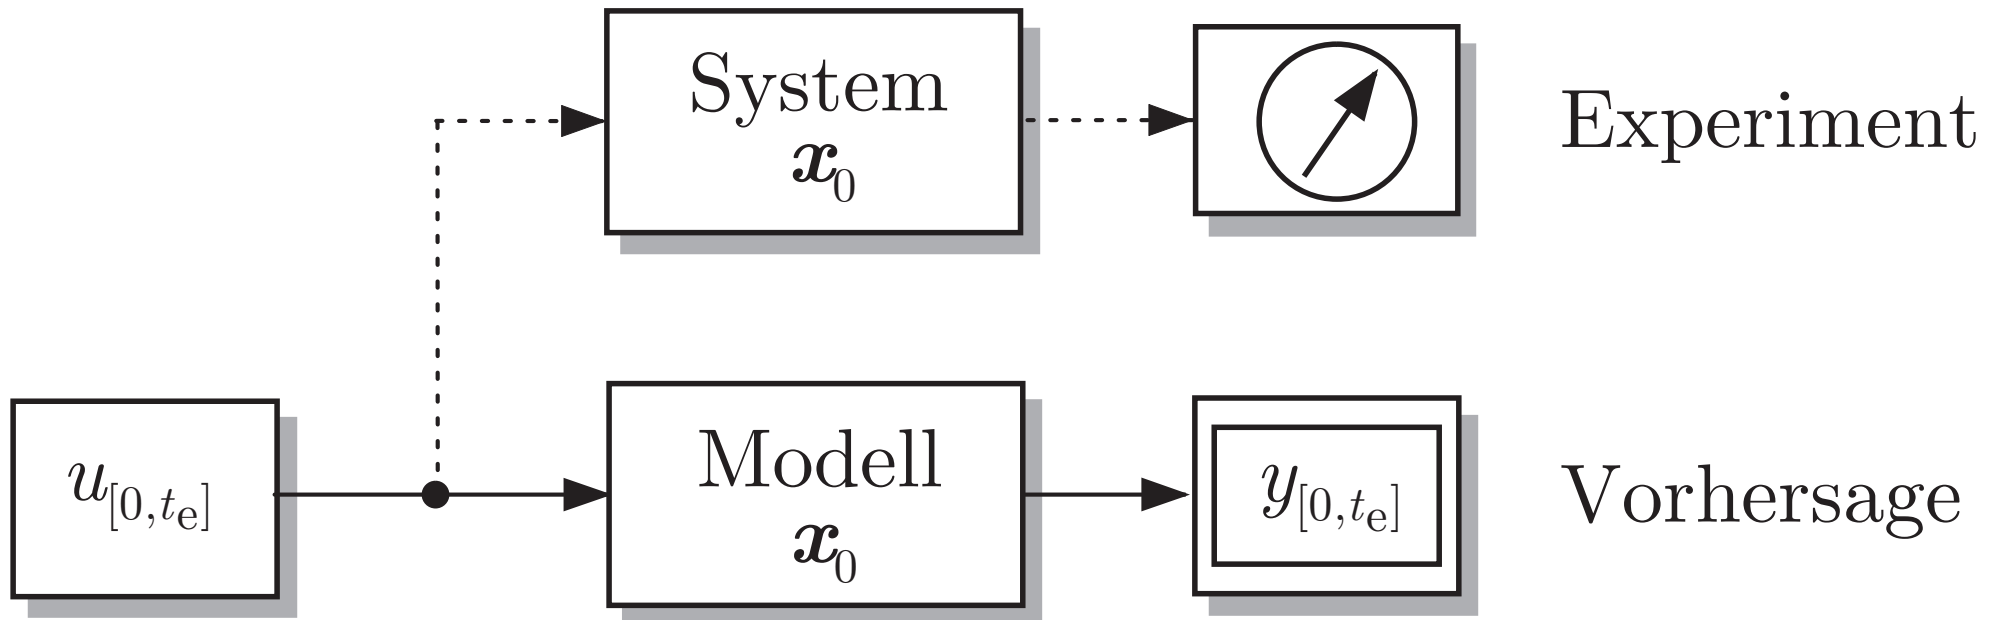 System
x₀
Experiment
u[0,tₑ]
Modell
x₀
y[0,tₑ]
Vorhersage